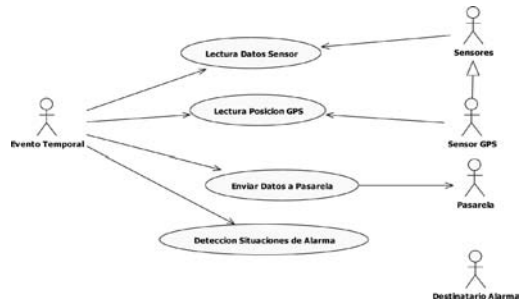 Lectura Datos Sensor
Sensores
Lectura Posicion GPS
Evento Temporal
Sensor GPS
Enviar Datos a Pasarela
Pasarela
Deteccion Situaciones de Alarma
Destinatario Alarma